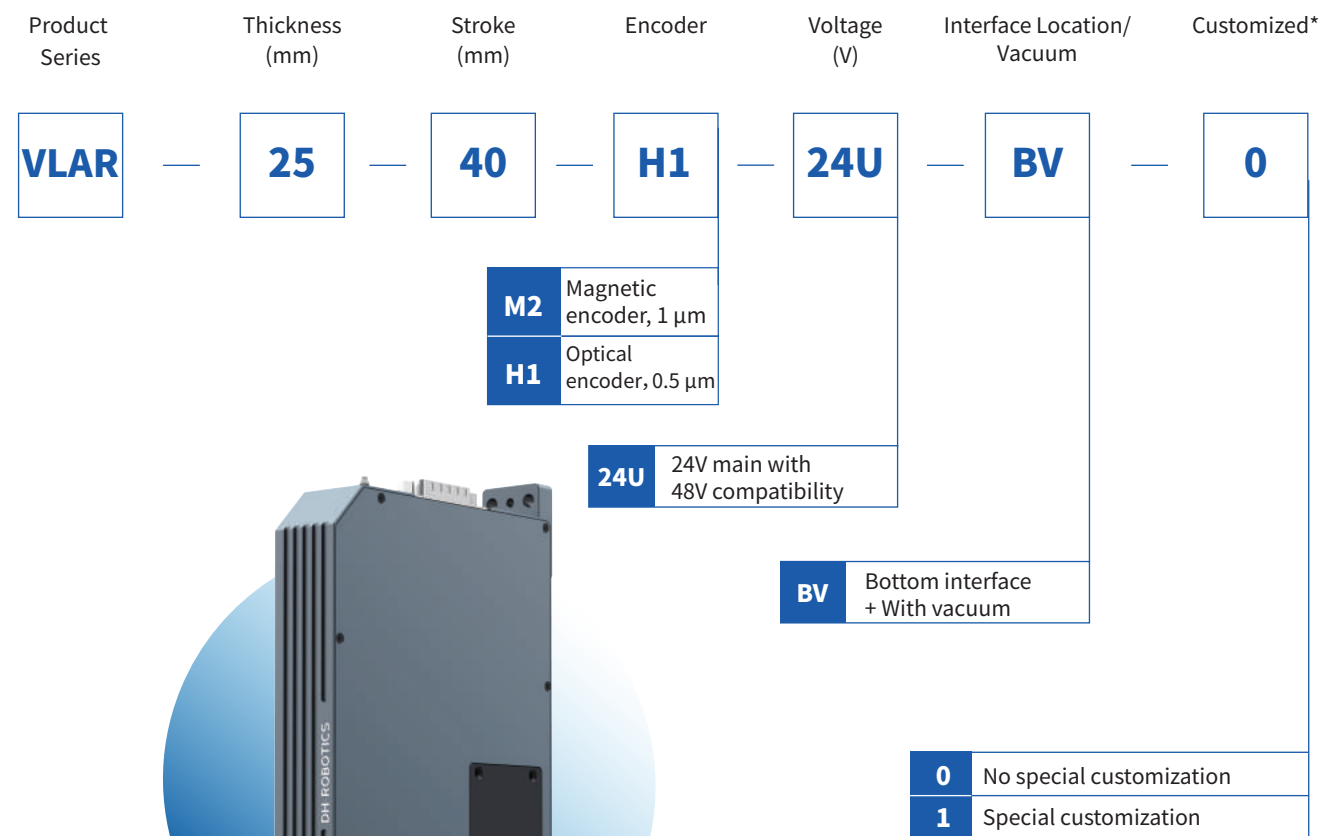 Product
Series
Thickness
(mm)
Stroke
(mm)
Encoder
Voltage
(V)
Interface Location/
Vacuum
Customized*
VLAR — 25 — 40 — H1 — 24U — BV — 0
M2 Magnetic
encoder, 1 µm
H1 Optical
encoder, 0.5 µm
24U 24V main with
48V compatibility
BV Bottom interface
+ With vacuum
DH ROBOTICS
0 No special customization
1 Special customization